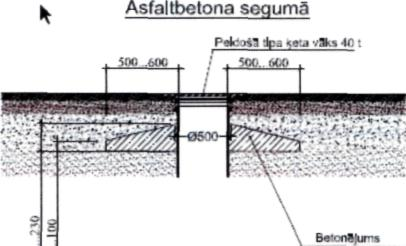 Asfaltbetona segumā
Peldošā tipa ķeta vāks 40 t
500...600
500...600
Ø500
230
100
Betonējums